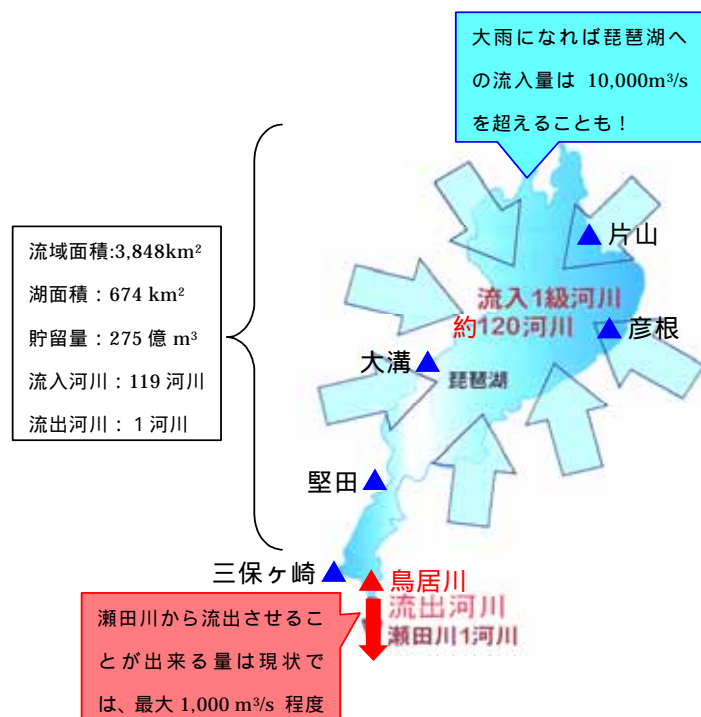 大雨になれば琵琶湖へ
の流入量は 10,000m³/s
を超えることも！
流域面積:3,848km²
湖面積：674 km²
貯留量：275 億 m³
流入河川：119 河川
流出河川： 1 河川
片山
流入1級河川
約120河川
彦根
大溝
琵琶湖
堅田
三保ヶ崎
鳥居川
流出河川
瀬田川1河川
瀬田川から流出させるこ
とが出来る量は現状で
は、最大 1,000 m³/s 程度